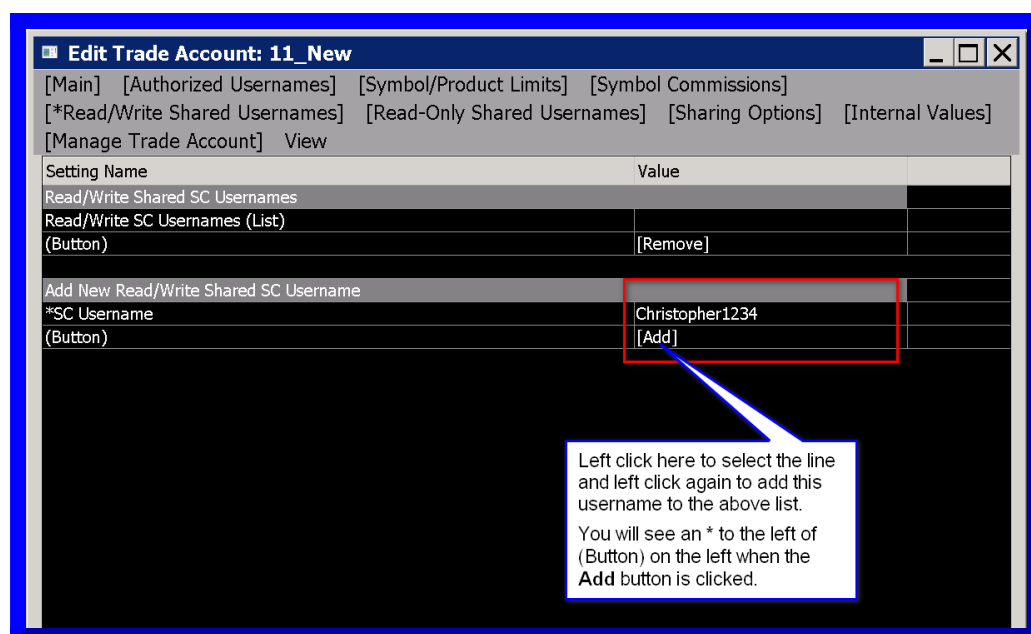 Edit Trade Account: 11_New
[Main] [Authorized Usernames] [Symbol/Product Limits] [Symbol Commissions]
[*Read/Write Shared Usernames] [Read-Only Shared Usernames] [Sharing Options] [Internal Values]
[Manage Trade Account] View
Setting Name Value
Read/Write Shared SC Usernames
Read/Write SC Usernames (List)
(Button) [Remove]
Add New Read/Write Shared SC Username
*SC Username Christopher1234
(Button) [Add]
Left click here to select the line
and left click again to add this
username to the above list.
You will see an * to the left of
(Button) on the left when the
Add button is clicked.